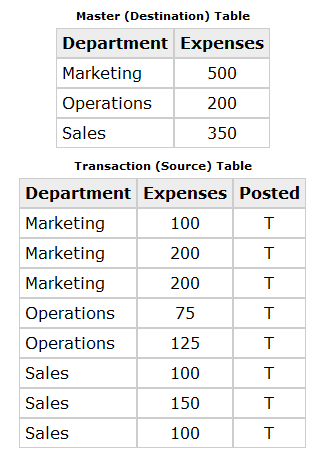 Master (Destination) Table
Department Expenses
Marketing 500
Operations 200
Sales 350
Transaction (Source) Table
Department Expenses Posted
Marketing 100 T
Marketing 200 T
Marketing 200 T
Operations 75 T
Operations 125 T
Sales 100 T
Sales 150 T
Sales 100 T